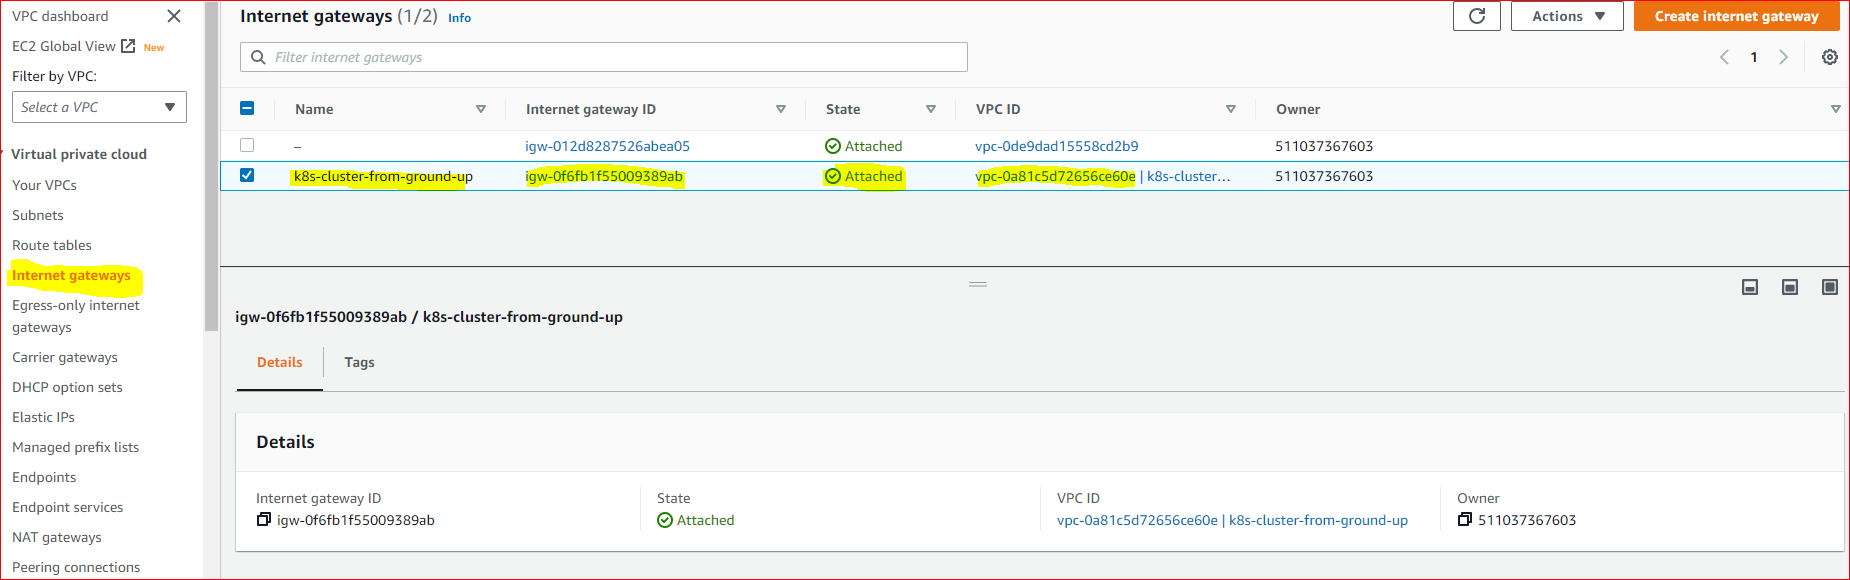 VPC dashboard
EC2 Global View New
Filter by VPC:
Select a VPC
Virtual private cloud
Your VPCs
Subnets
Route tables
Internet gateways
Egress-only internet
gateways
Carrier gateways
DHCP option sets
Elastic IPs
Managed prefix lists
Endpoints
Endpoint services
NAT gateways
Peering connections
Internet gateways (1/2) Info
Actions
Create internet gateway
Filter internet gateways
1
Name Internet gateway ID State VPC ID Owner
– igw-012d8287526abea05 Attached vpc-0de9dad15558cd2b9 511037367603
k8s-cluster-from-ground-up igw-0f6fb1f55009389ab Attached vpc-0a81c5d72656ce60e | k8s-cluster... 511037367603
igw-0f6fb1f55009389ab / k8s-cluster-from-ground-up
Details Tags
Details
Internet gateway ID State VPC ID Owner
igw-0f6fb1f55009389ab Attached vpc-0a81c5d72656ce60e | k8s-cluster-from-ground-up 511037367603